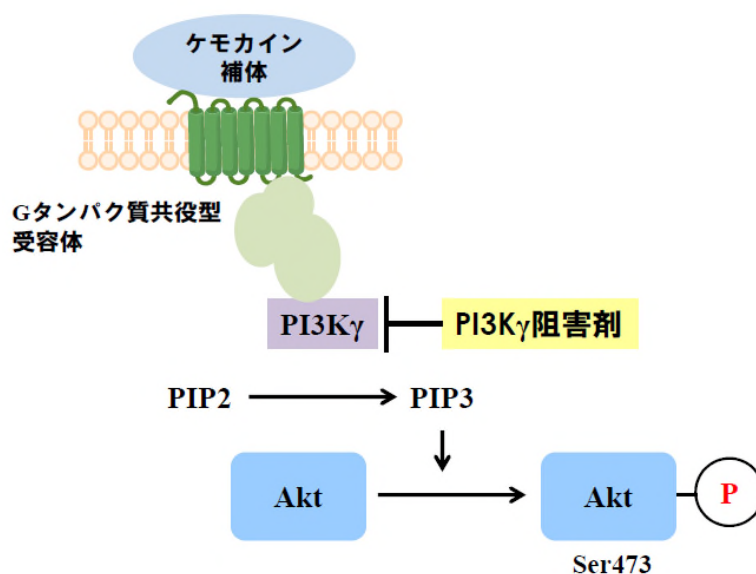 ケモカイン
補体
Gタンパク質共役型
受容体
PI3Kγ
PI3Kγ阻害剤
PIP2
PIP3
Akt
Akt
P
Ser473